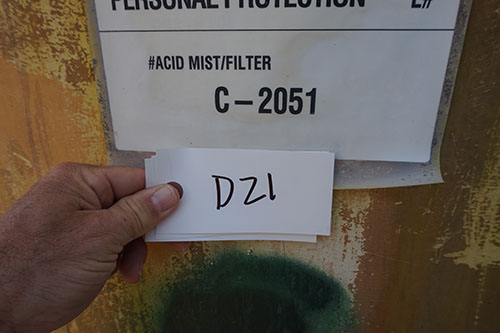 PERSONAL PROTECTION
#ACID MIST/FILTER
C-2051
DZ1